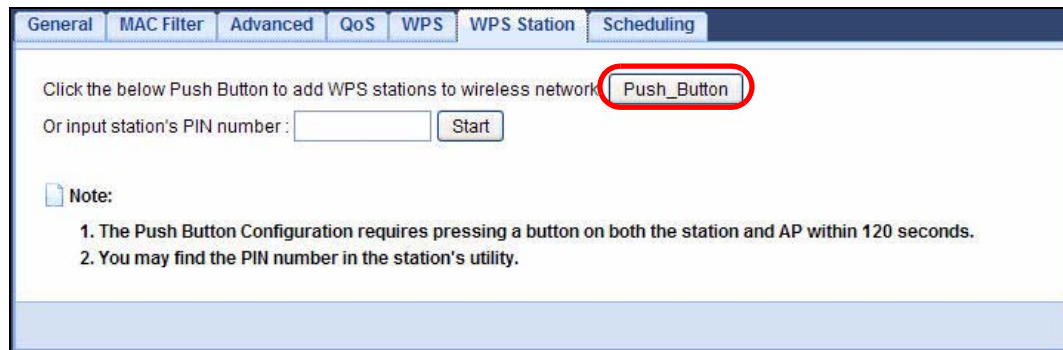 General MAC Filter Advanced QoS WPS WPS Station Scheduling
Click the below Push Button to add WPS stations to wireless network Push_Button
Or input station's PIN number : Start
Note:
1. The Push Button Configuration requires pressing a button on both the station and AP within 120 seconds.
2. You may find the PIN number in the station's utility.